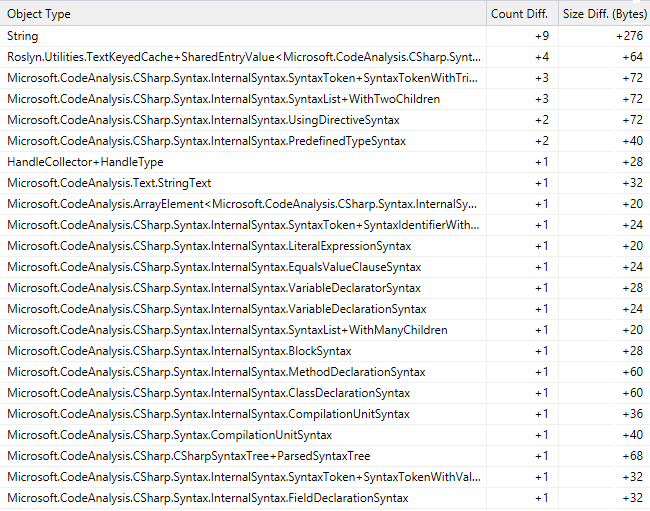 Object Type Count Diff. Size Diff. (Bytes)
String +9 +276
Roslyn.Utilities.TextKeyedCache+SharedEntryValue<Microsoft.CodeAnalysis.CSharp.Synt... +4 +64
Microsoft.CodeAnalysis.CSharp.Syntax.InternalSyntax.SyntaxToken+SyntaxTokenWithTri... +3 +72
Microsoft.CodeAnalysis.CSharp.Syntax.InternalSyntax.SyntaxList+WithTwoChildren +3 +72
Microsoft.CodeAnalysis.CSharp.Syntax.InternalSyntax.UsingDirectiveSyntax +2 +72
Microsoft.CodeAnalysis.CSharp.Syntax.InternalSyntax.PredefinedTypeSyntax +2 +40
HandleCollector+HandleType +1 +28
Microsoft.CodeAnalysis.Text.StringText +1 +32
Microsoft.CodeAnalysis.ArrayElement<Microsoft.CodeAnalysis.CSharp.Syntax.InternalSy... +1 +20
Microsoft.CodeAnalysis.CSharp.Syntax.InternalSyntax.SyntaxToken+SyntaxIdentifierWith... +1 +24
Microsoft.CodeAnalysis.CSharp.Syntax.InternalSyntax.LiteralExpressionSyntax +1 +20
Microsoft.CodeAnalysis.CSharp.Syntax.InternalSyntax.EqualsValueClauseSyntax +1 +24
Microsoft.CodeAnalysis.CSharp.Syntax.InternalSyntax.VariableDeclaratorSyntax +1 +28
Microsoft.CodeAnalysis.CSharp.Syntax.InternalSyntax.VariableDeclarationSyntax +1 +24
Microsoft.CodeAnalysis.CSharp.Syntax.InternalSyntax.SyntaxList+WithManyChildren +1 +20
Microsoft.CodeAnalysis.CSharp.Syntax.InternalSyntax.BlockSyntax +1 +28
Microsoft.CodeAnalysis.CSharp.Syntax.InternalSyntax.MethodDeclarationSyntax +1 +60
Microsoft.CodeAnalysis.CSharp.Syntax.InternalSyntax.ClassDeclarationSyntax +1 +60
Microsoft.CodeAnalysis.CSharp.Syntax.InternalSyntax.CompilationUnitSyntax +1 +36
Microsoft.CodeAnalysis.CSharp.Syntax.CompilationUnitSyntax +1 +40
Microsoft.CodeAnalysis.CSharp.CSharpSyntaxTree+ParsedSyntaxTree +1 +68
Microsoft.CodeAnalysis.CSharp.Syntax.InternalSyntax.SyntaxToken+SyntaxTokenWithVal... +1 +32
Microsoft.CodeAnalysis.CSharp.Syntax.InternalSyntax.FieldDeclarationSyntax +1 +32